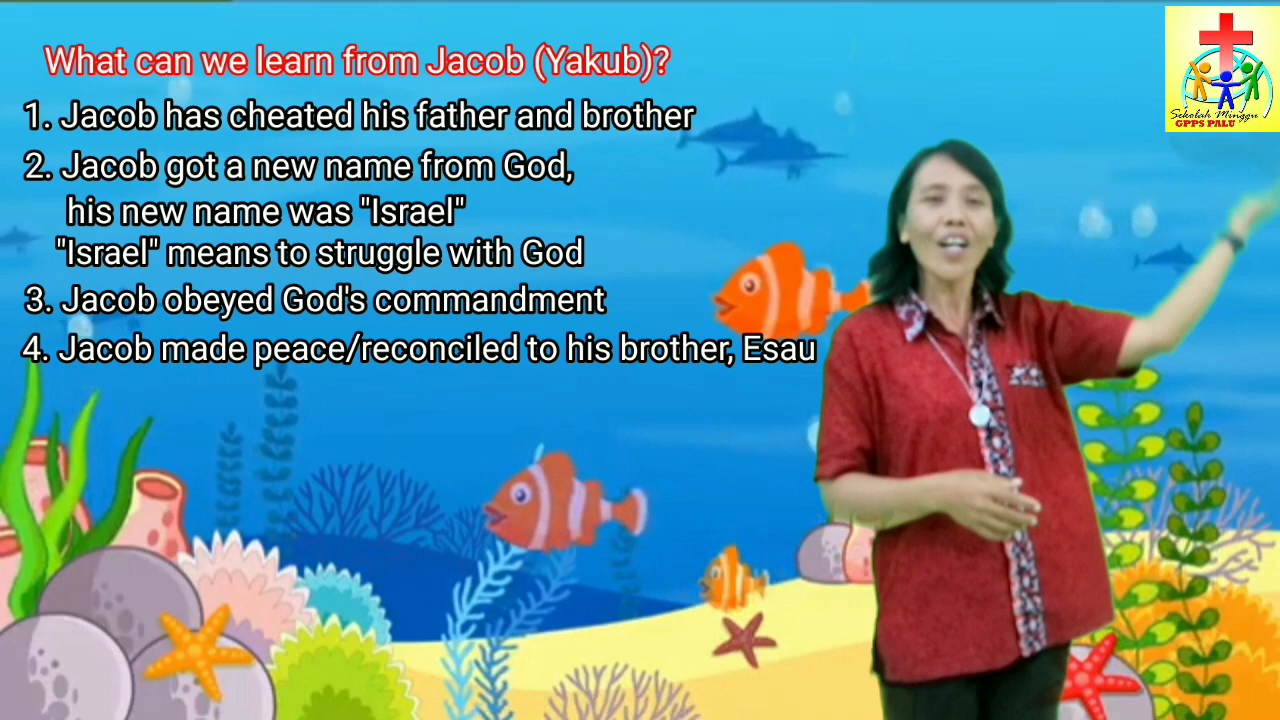 What can we learn from Jacob (Yakub)?
1. Jacob has cheated his father and brother
2. Jacob got a new name from God,
his new name was "Israel"
"Israel" means to struggle with God
3. Jacob obeyed God's commandment
4. Jacob made peace/reconciled to his brother, Esau
Sekolah Minggu
GPPS PALU